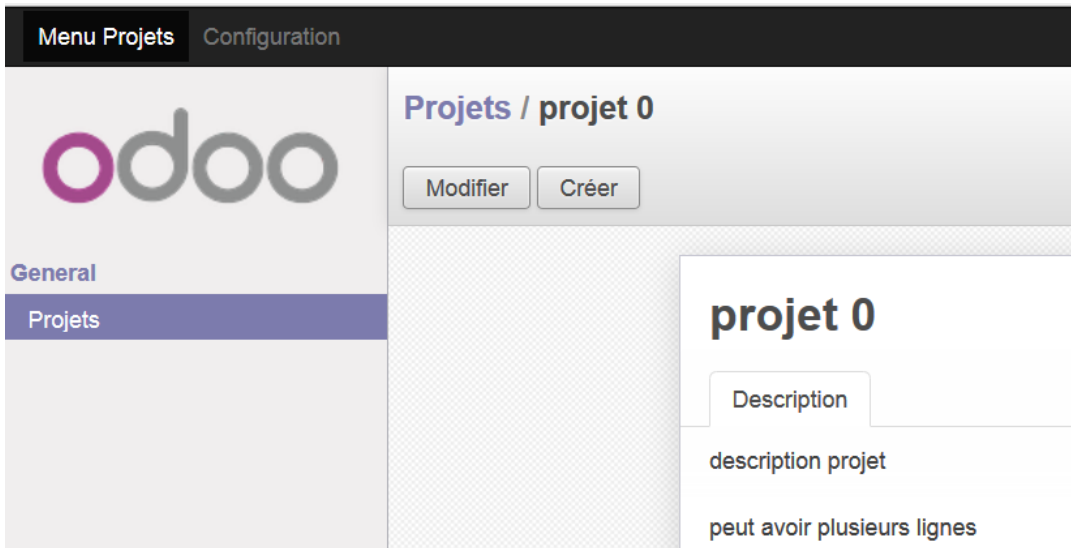 Menu Projets Configuration
odoo
General
Projets
Projets / projet 0
Modifier Créer
projet 0
Description
description projet
peut avoir plusieurs lignes